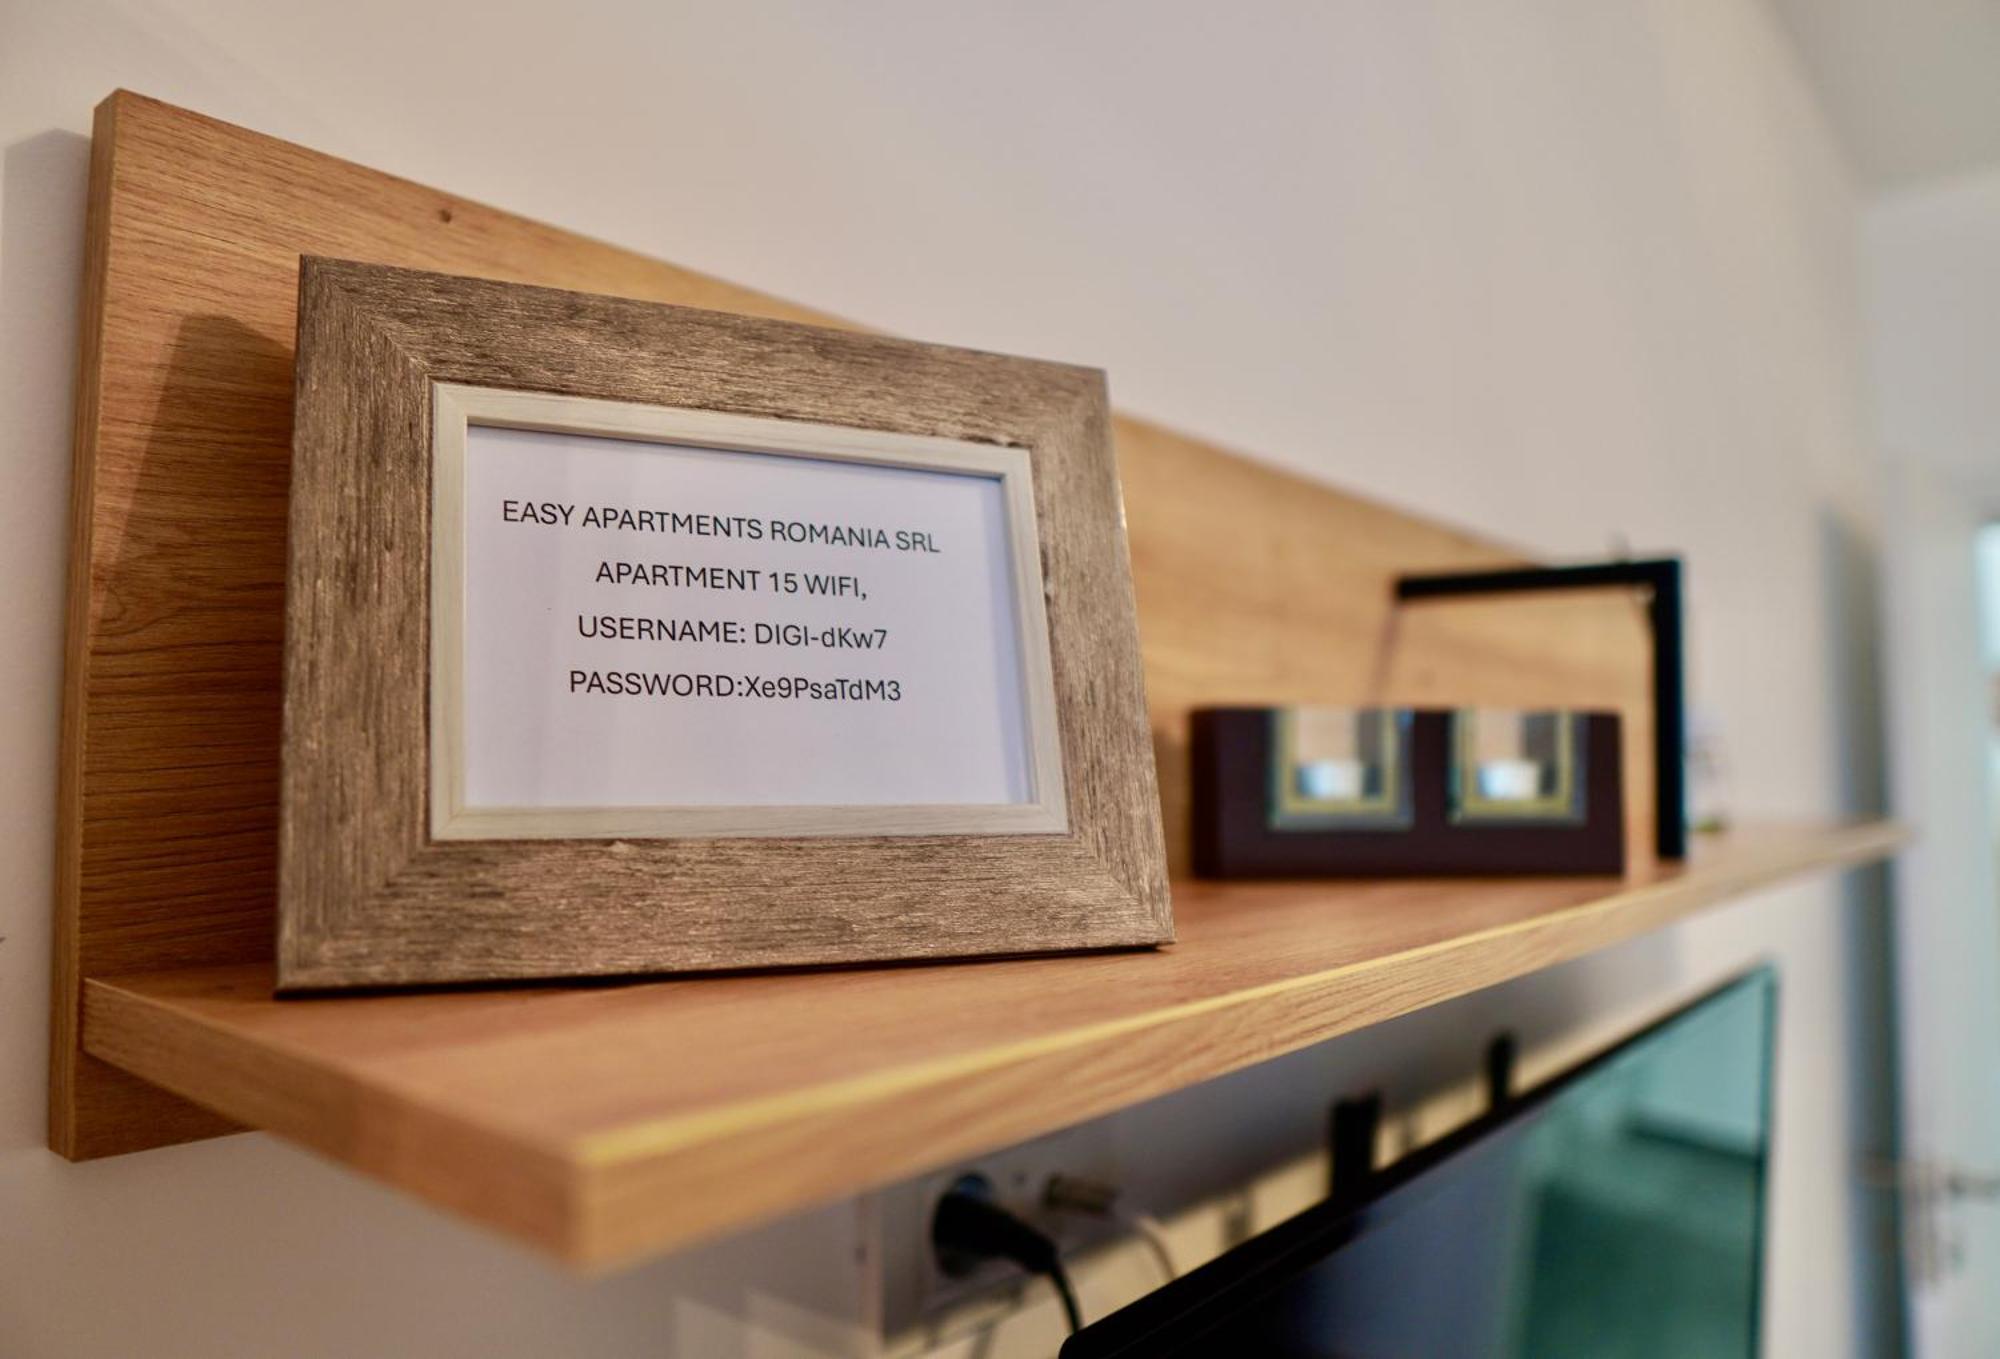 EASY APARTMENTS ROMANIA SRL
APARTMENT 15 WIFI,
USERNAME: DIGI-dKw7
PASSWORD:Xe9PsaTdM3